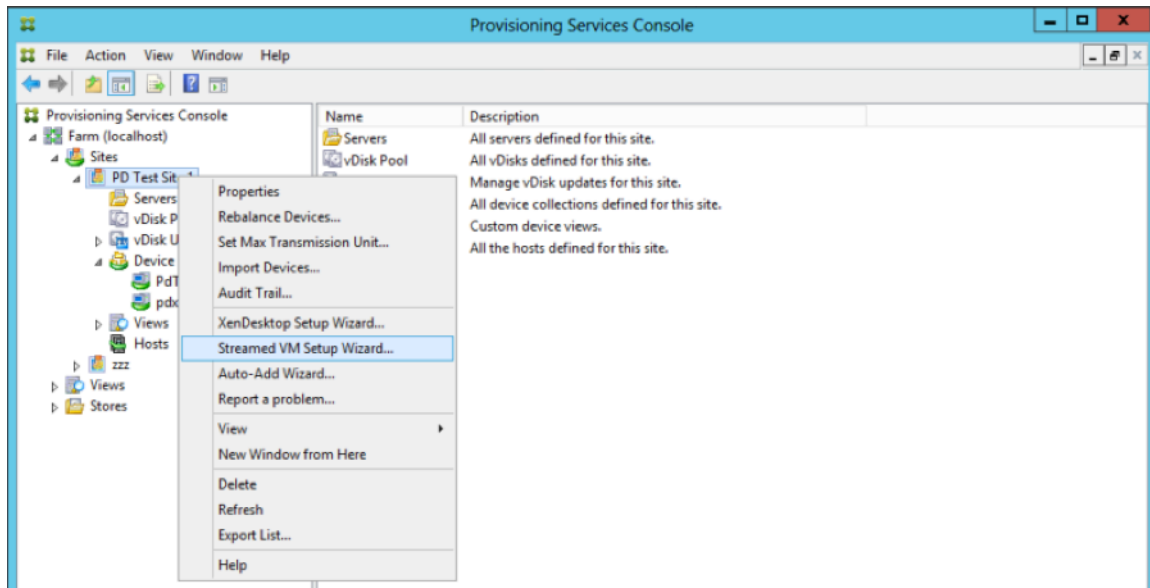 Provisioning Services Console
File Action View Window Help
Provisioning Services Console
Farm (localhost)
Sites
PD Test Sit
Servers
vDisk P
vDisk U
Device
PdT
pdx
Views
Hosts
zzz
Views
Stores
Properties
Rebalance Devices...
Set Max Transmission Unit...
Import Devices...
Audit Trail...
XenDesktop Setup Wizard...
Streamed VM Setup Wizard...
Auto-Add Wizard...
Report a problem...
View
New Window from Here
Delete
Refresh
Export List...
Help
Name Description
Servers All servers defined for this site.
vDisk Pool All vDisks defined for this site.
Manage vDisk updates for this site.
All device collections defined for this site.
Custom device views.
All the hosts defined for this site.